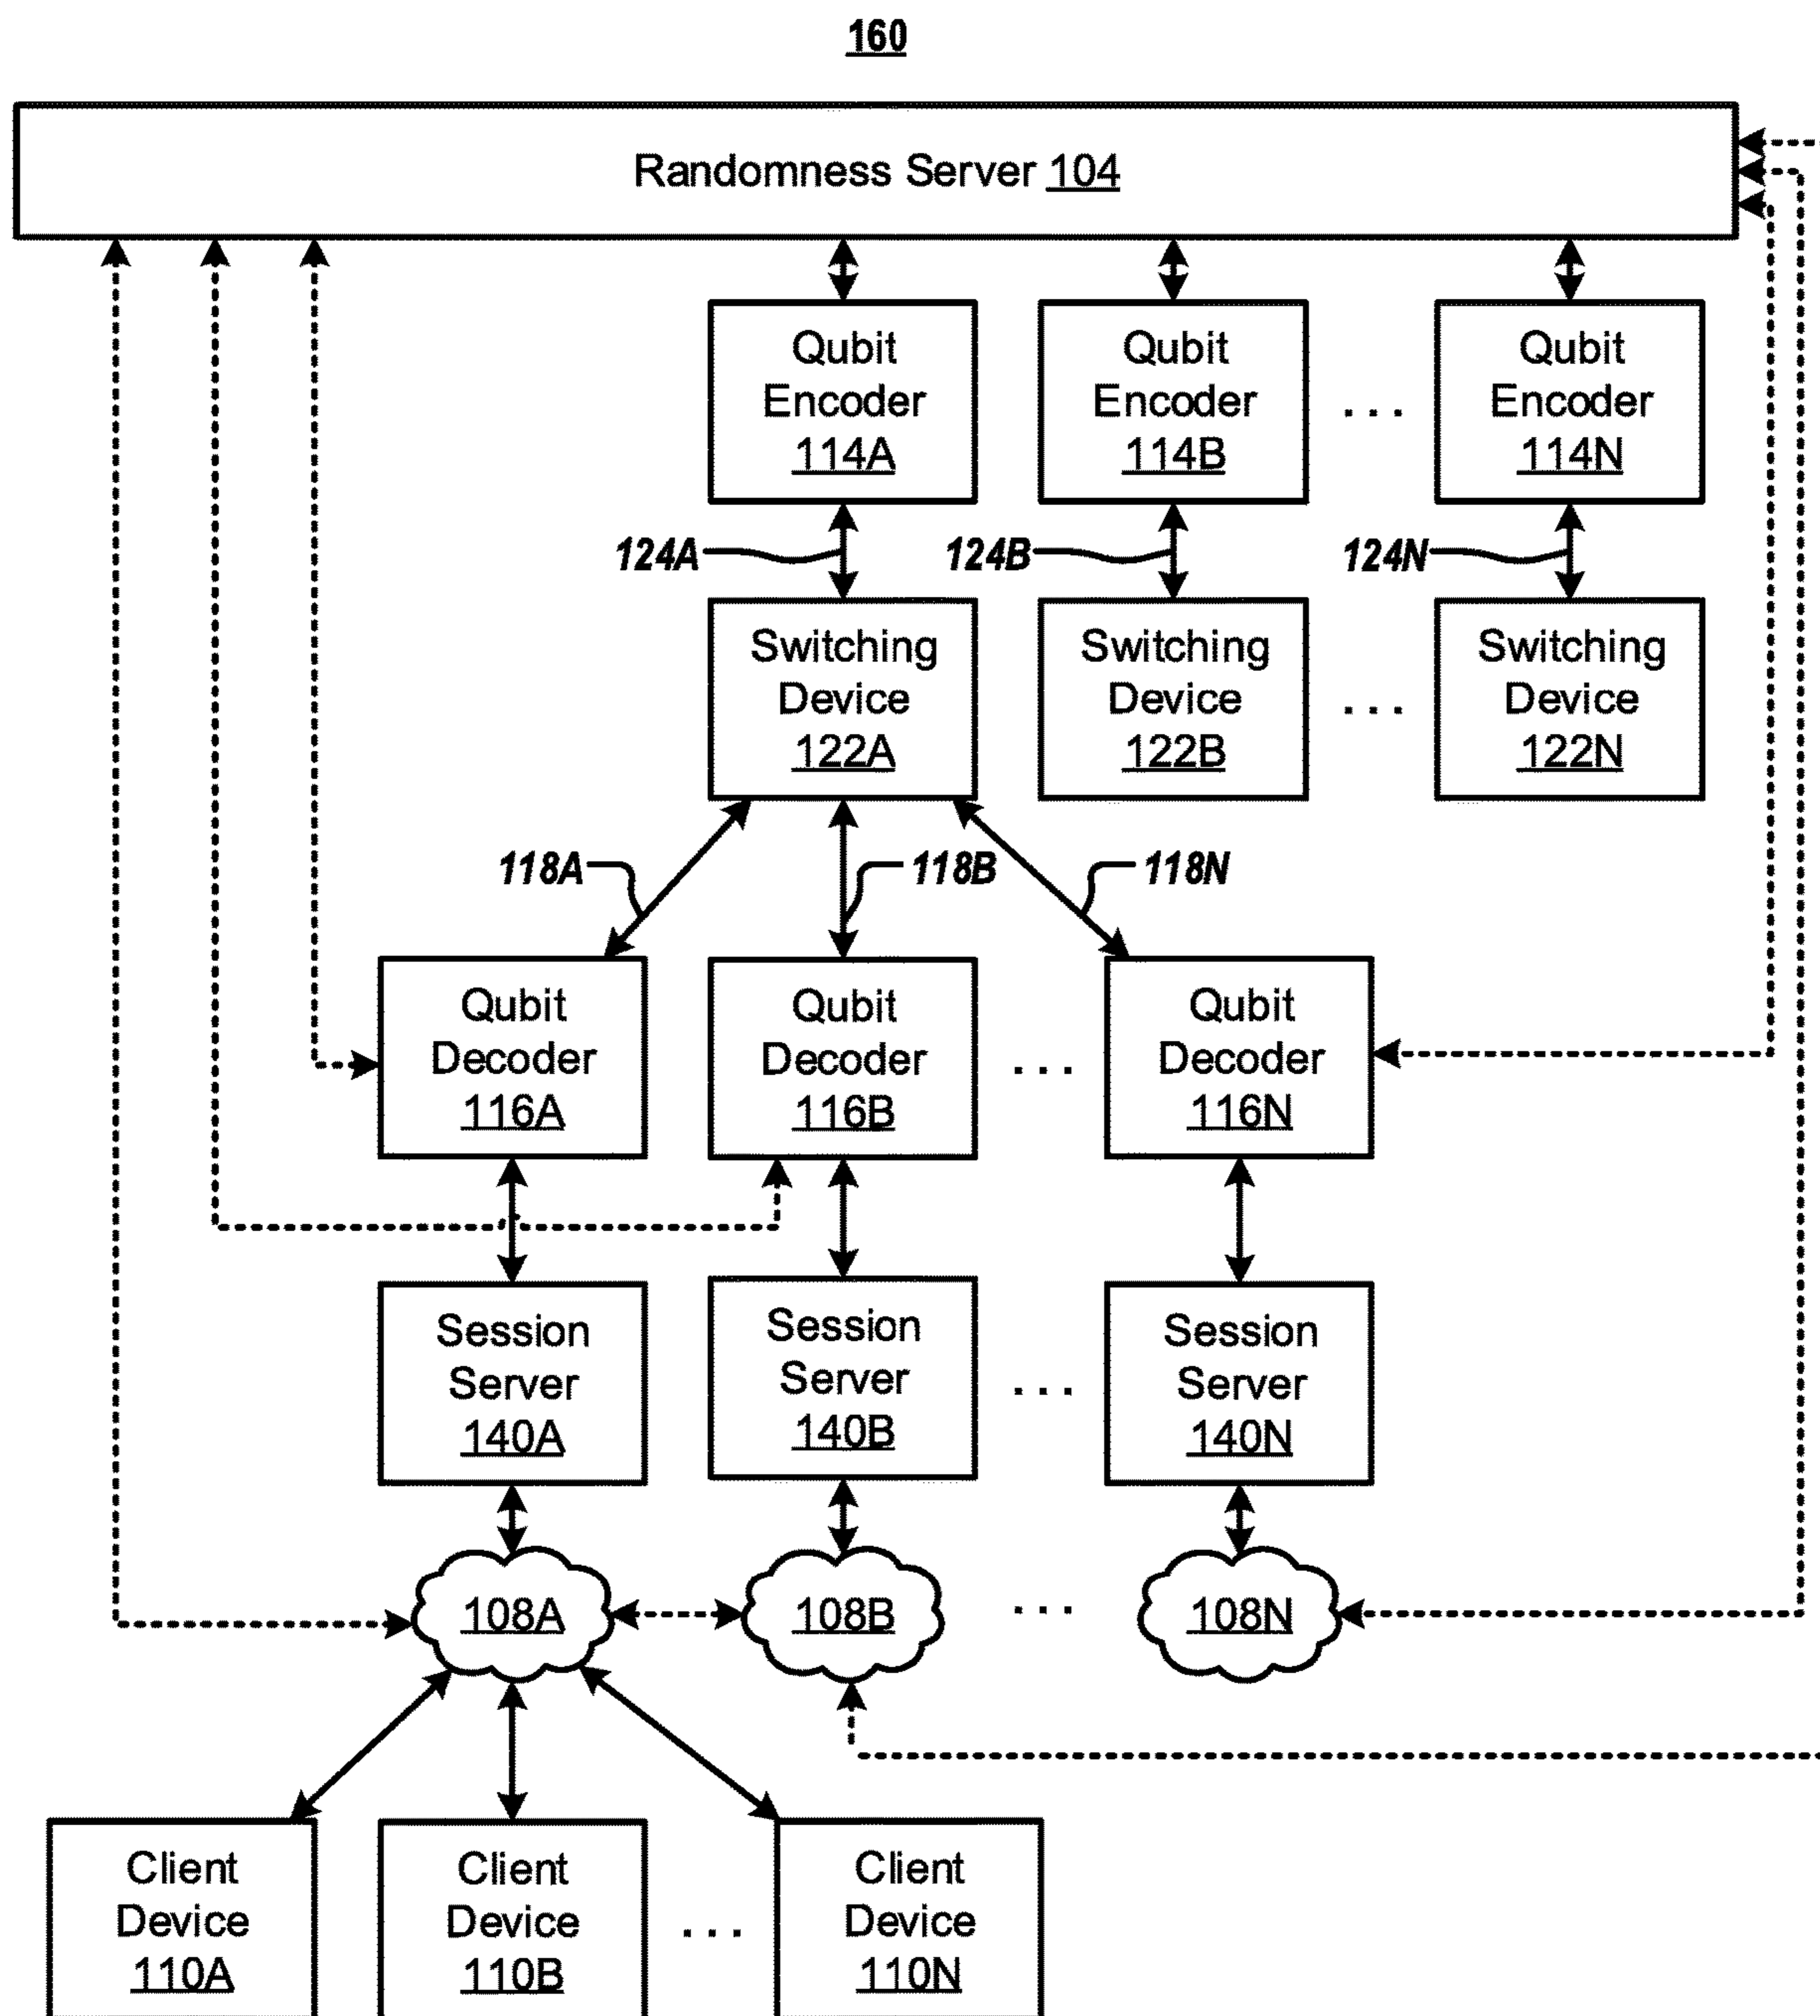 160
Randomness Server 104
Qubit
Encoder
114A
Qubit
Encoder
114B
. . .
Qubit
Encoder
114N
124A
124B
124N
Switching
Device
122A
Switching
Device
122B
. . .
Switching
Device
122N
118A
118B
118N
Qubit
Decoder
116A
Qubit
Decoder
116B
. . .
Qubit
Decoder
116N
Session
Server
140A
Session
Server
140B
. . .
Session
Server
140N
108A
108B
. . .
108N
Client
Device
110A
Client
Device
110B
. . .
Client
Device
110N